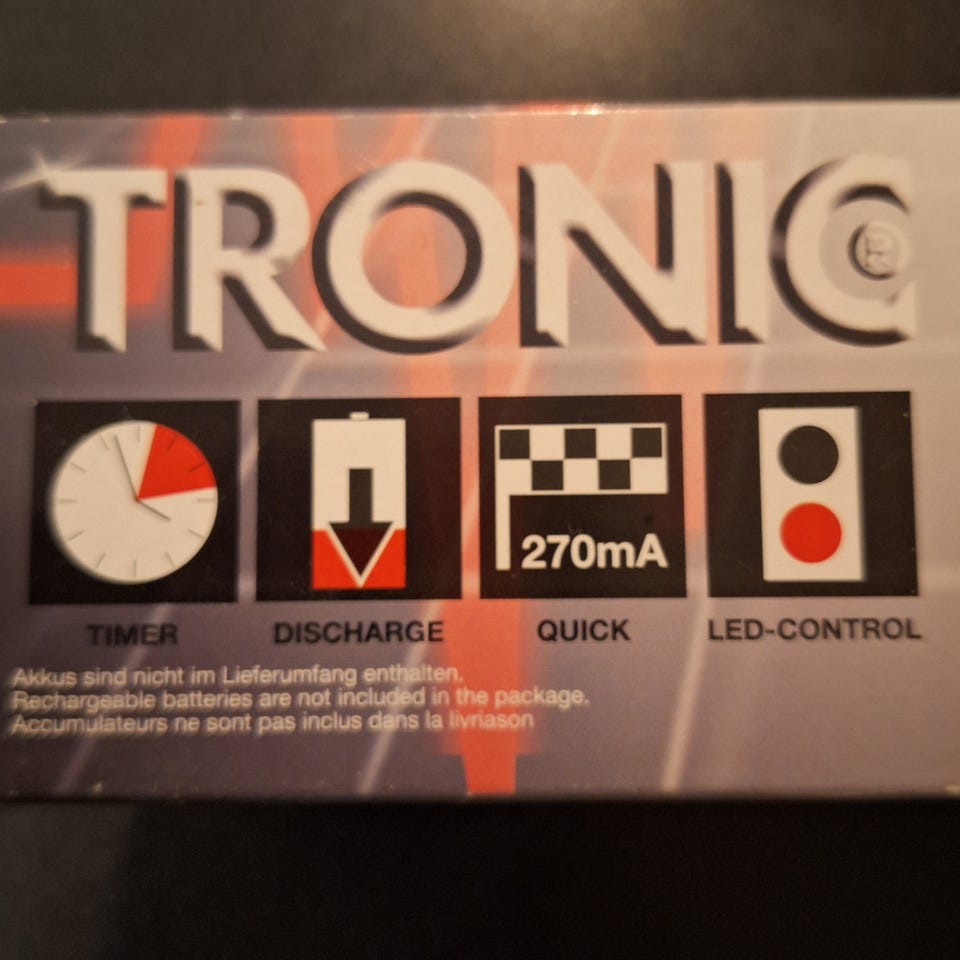 TRONIC®
270mA
TIMER DISCHARGE QUICK LED-CONTROL
Akkus sind nicht im Lieferumfang enthalten.
Rechargeable batteries are not included in the package.
Accumulateurs ne sont pas inclus dans la livriason